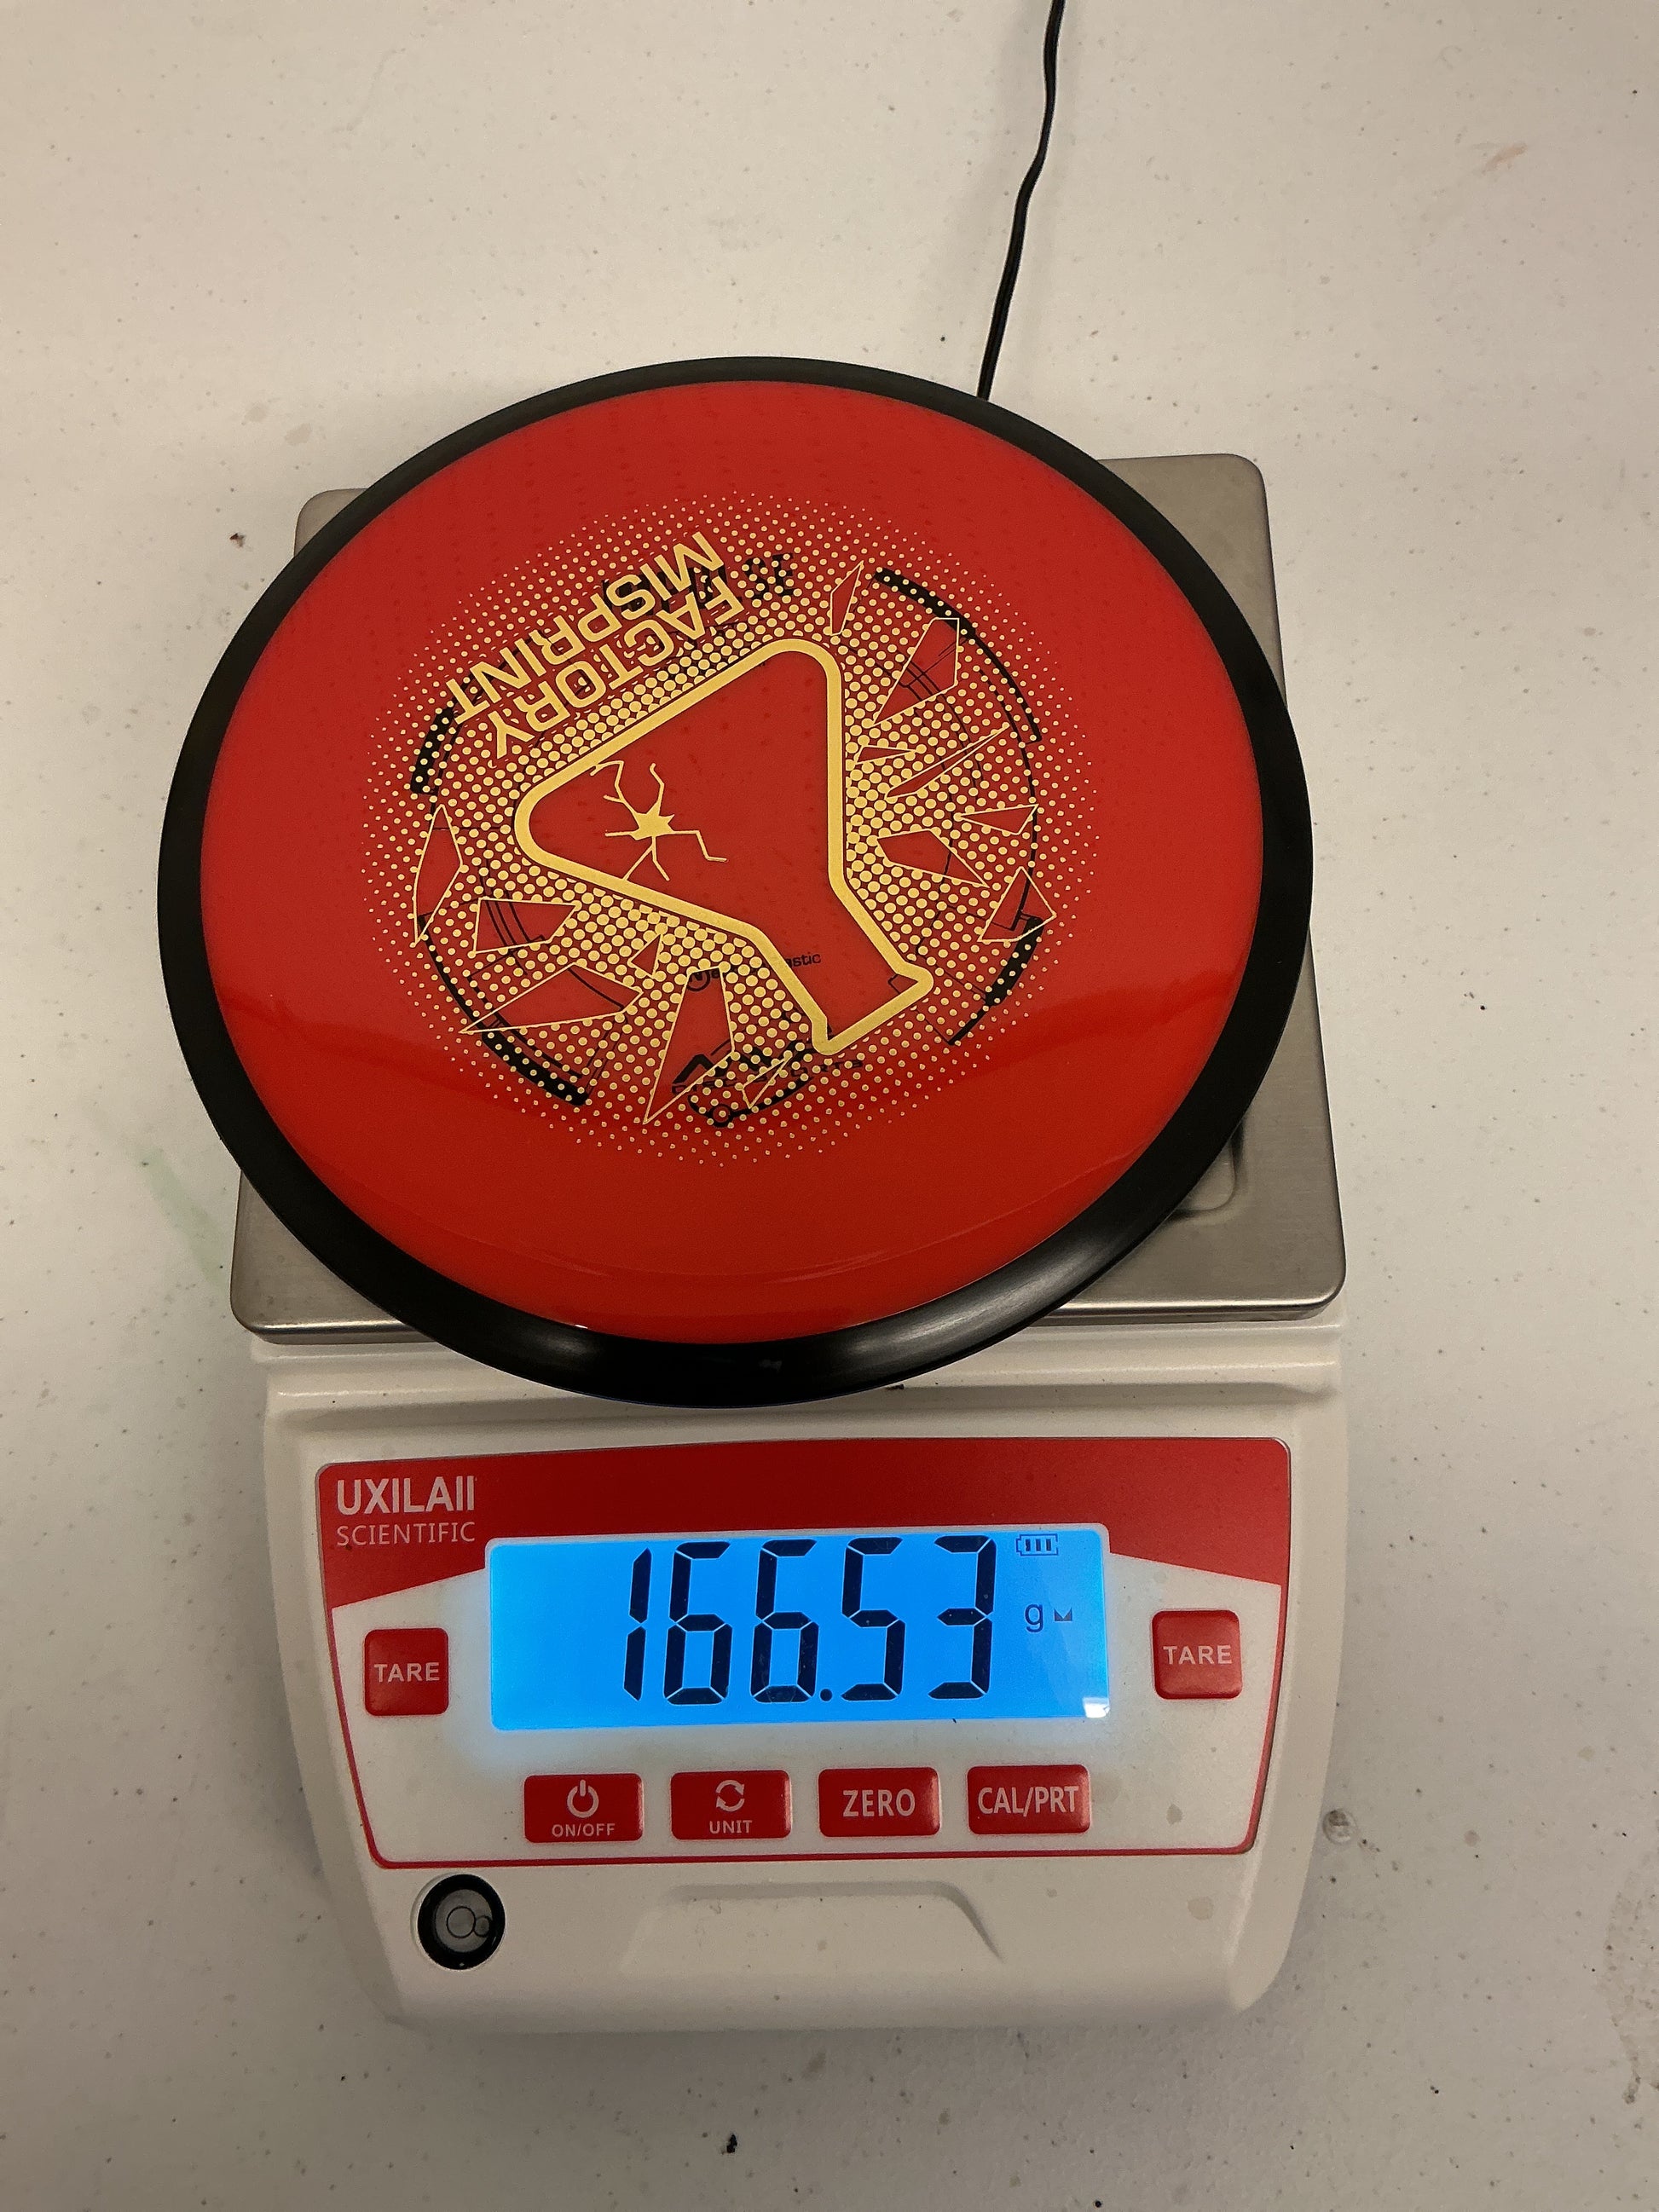 FACTORY
MISPRINT
UXILAII
SCIENTIFIC
166.53
g
TARE
TARE
ON/OFF
UNIT
ZERO
CAL/PRT